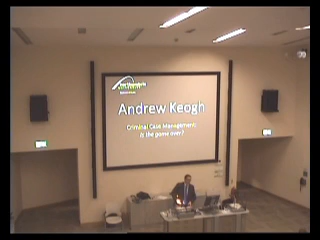 Andrew Keogh
Criminal Case Management:
Is the game over?